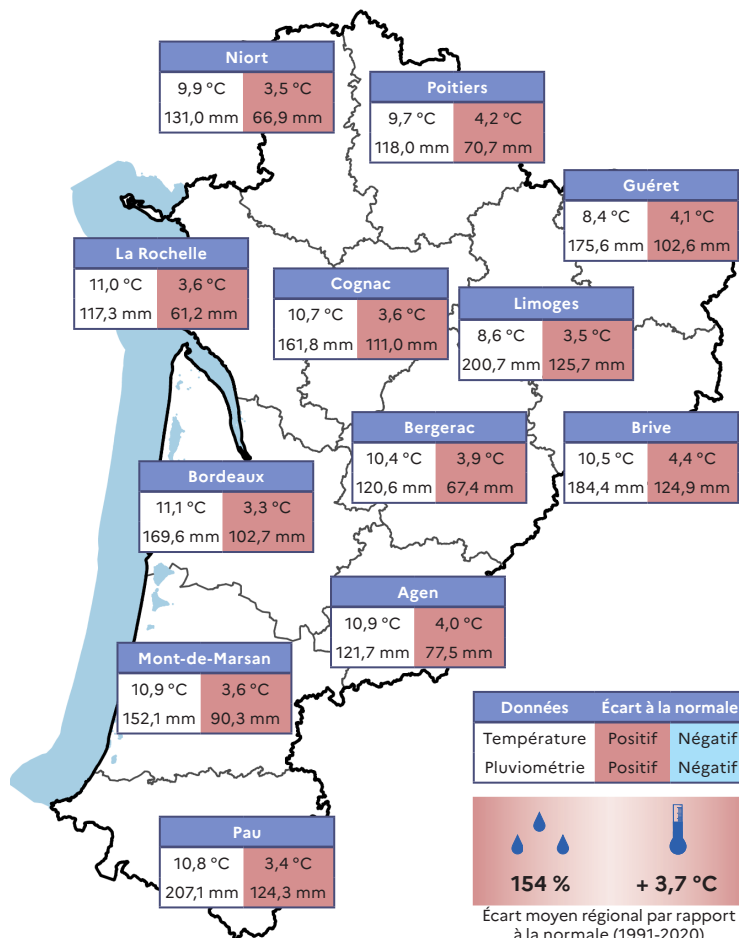 Niort
9,9 °C 3,5 °C
131,0 mm 66,9 mm
Poitiers
9,7 °C 4,2 °C
118,0 mm 70,7 mm
Guéret
8,4 °C 4,1 °C
175,6 mm 102,6 mm
La Rochelle
11,0 °C 3,6 °C
117,3 mm 61,2 mm
Cognac
10,7 °C 3,6 °C
161,8 mm 111,0 mm
Limoges
8,6 °C 3,5 °C
200,7 mm 125,7 mm
Bergerac
10,4 °C 3,9 °C
120,6 mm 67,4 mm
Brive
10,5 °C 4,4 °C
184,4 mm 124,9 mm
Bordeaux
11,1 °C 3,3 °C
169,6 mm 102,7 mm
Agen
10,9 °C 4,0 °C
121,7 mm 77,5 mm
Mont-de-Marsan
10,9 °C 3,6 °C
152,1 mm 90,3 mm
Pau
10,8 °C 3,4 °C
207,1 mm 124,3 mm
Données Écart à la normale
Température Positif Négatif
Pluviométrie Positif Négatif
154 % + 3,7 °C
Écart moyen régional par rapport
à la normale (1991-2020)